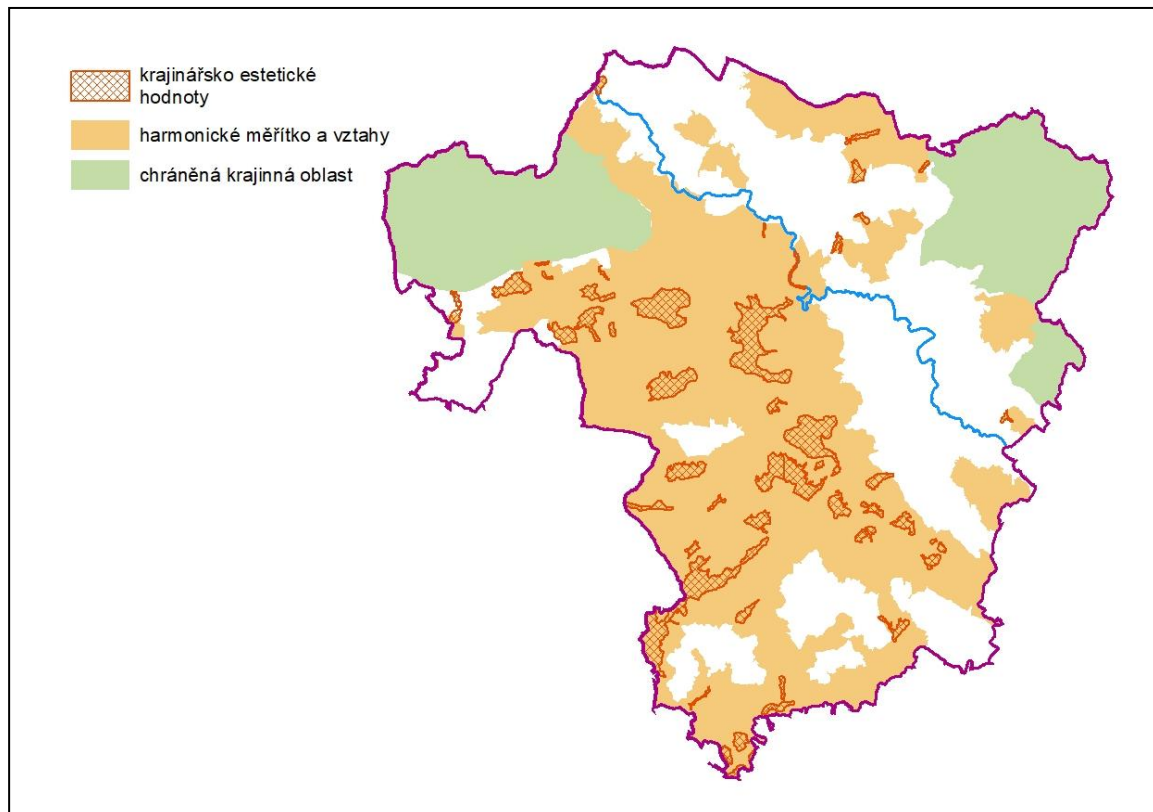 krajinářsko estetické
hodnoty
harmonické měřítko a vztahy
chráněná krajinná oblast